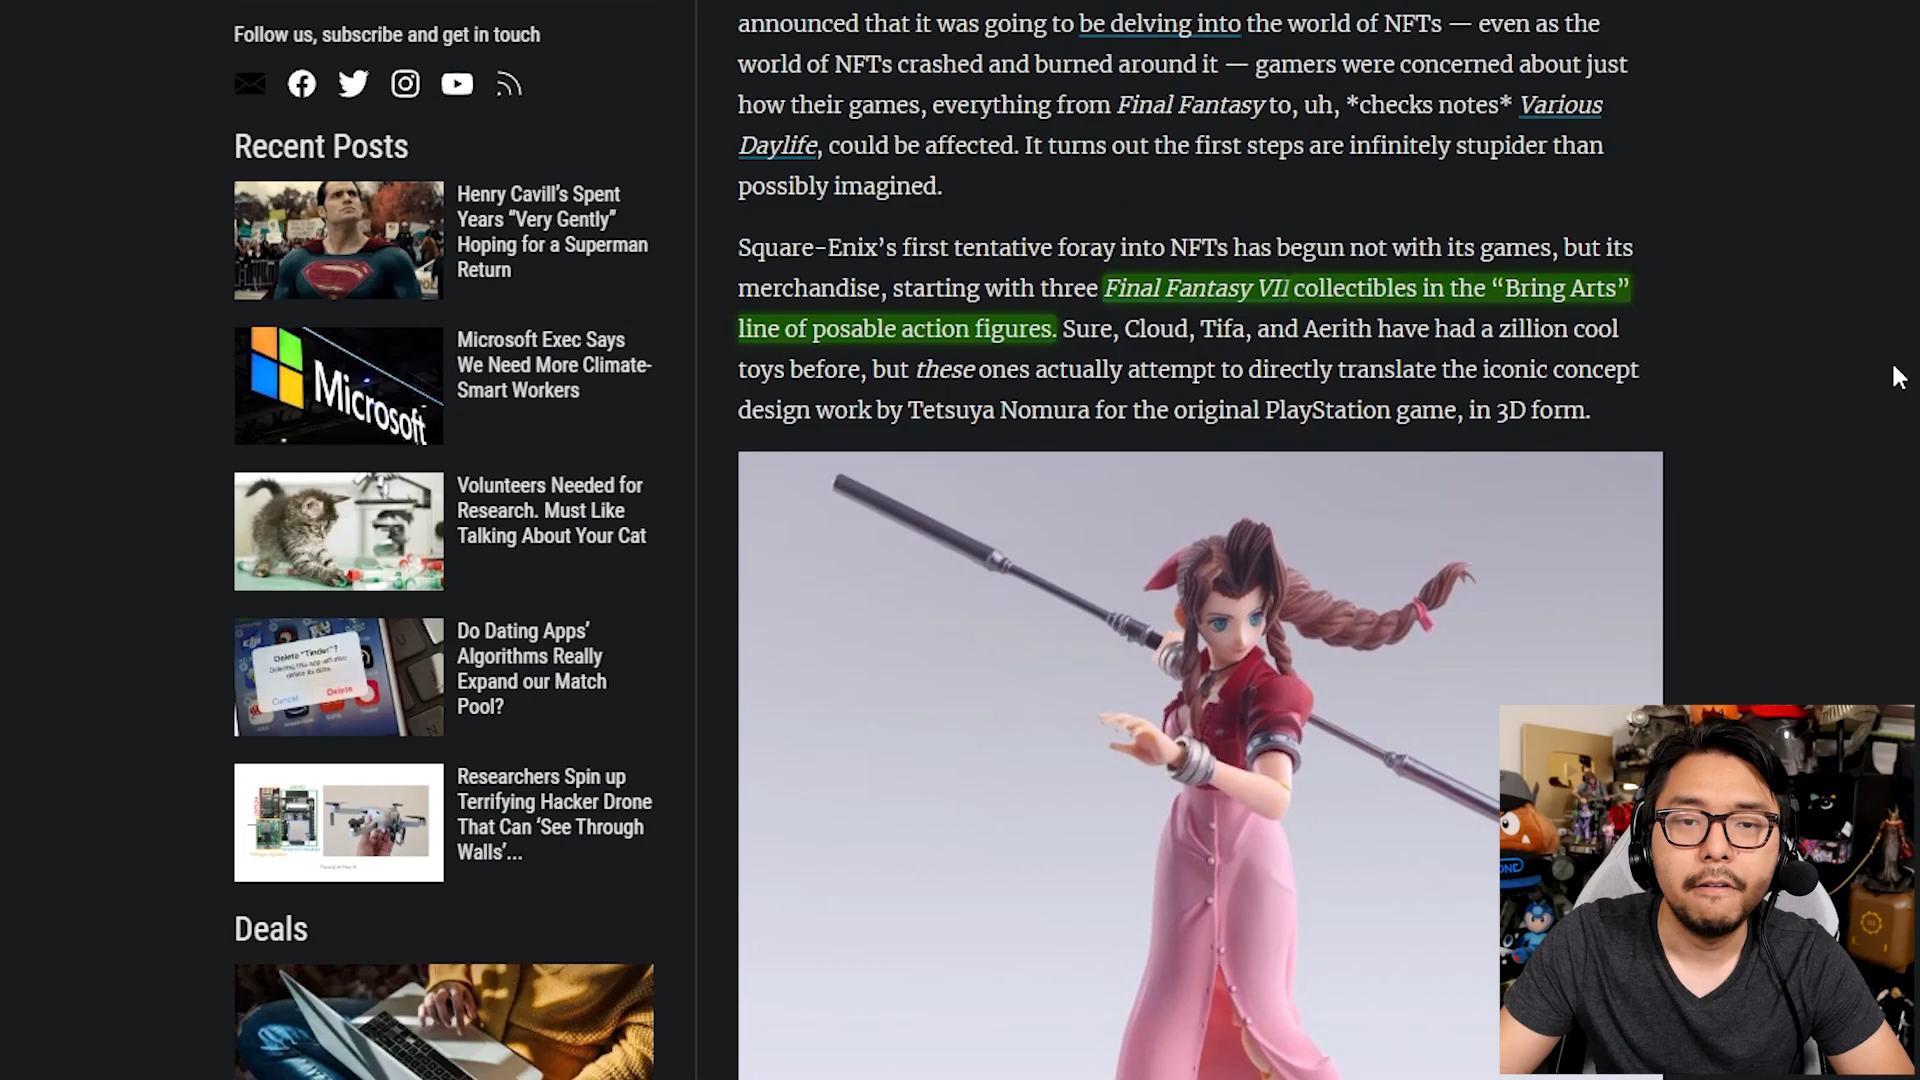 Follow us, subscribe and get in touch
Recent Posts
Henry Cavill’s Spent
Years “Very Gently”
Hoping for a Superman
Return
Microsoft
Microsoft Exec Says
We Need More Climate-
Smart Workers
Volunteers Needed for
Research. Must Like
Talking About Your Cat
Delete "Tinder"?
Cancel
Delete
Do Dating Apps’
Algorithms Really
Expand our Match
Pool?
Researchers Spin up
Terrifying Hacker Drone
That Can ‘See Through
Walls’...
Deals
announced that it was going to be delving into the world of NFTs — even as the
world of NFTs crashed and burned around it — gamers were concerned about just
how their games, everything from Final Fantasy to, uh, *checks notes* Various
Daylife, could be affected. It turns out the first steps are infinitely stupider than
possibly imagined.
Square-Enix’s first tentative foray into NFTs has begun not with its games, but its
merchandise, starting with three Final Fantasy VII collectibles in the “Bring Arts”
line of posable action figures. Sure, Cloud, Tifa, and Aerith have had a zillion cool
toys before, but these ones actually attempt to directly translate the iconic concept
design work by Tetsuya Nomura for the original PlayStation game, in 3D form.